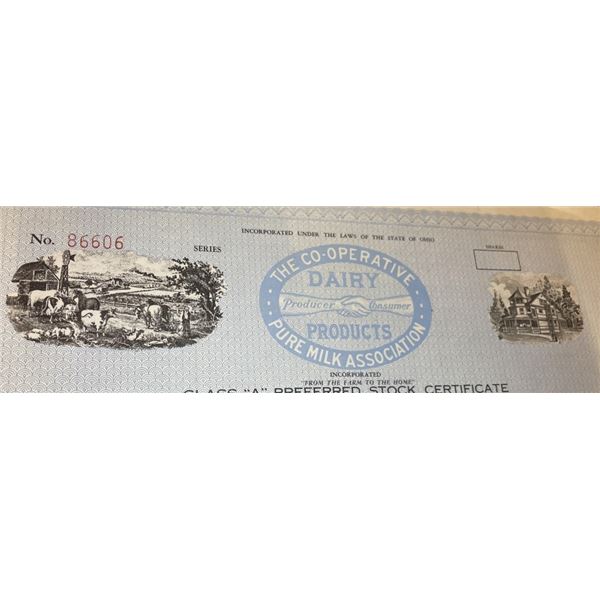 INCORPORATED UNDER THE LAWS OF THE STATE OF OHIO
No. 86606
SERIES
SHARES
THE CO-OPERATIVE
DAIRY
Producer Consumer
PRODUCTS
PURE MILK ASSOCIATION
INCORPORATED
"FROM THE FARM TO THE HOME"
CLASS "A" PREFERRED STOCK CERTIFICATE